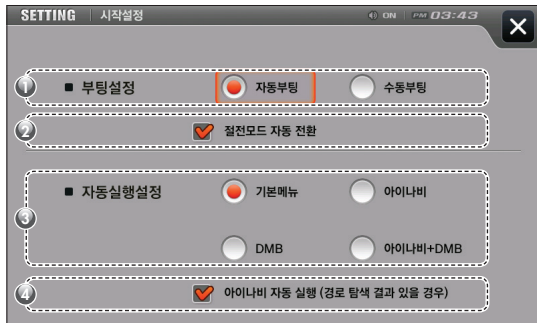 SETTING 시작설정 ON PM 03:43
1 ■ 부팅설정 자동부팅 수동부팅
2 절전모드 자동 전환
3 ■ 자동실행설정 기본메뉴 아이나비
DMB 아이나비+DMB
4 아이나비 자동 실행 (경로 탐색 결과 있을 경우)